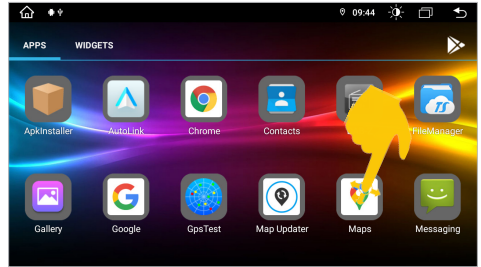 09:44
APPS WIDGETS
ApkInstaller AutoLink Chrome Contacts FileManager
Gallery Google GpsTest Map Updater Maps Messaging